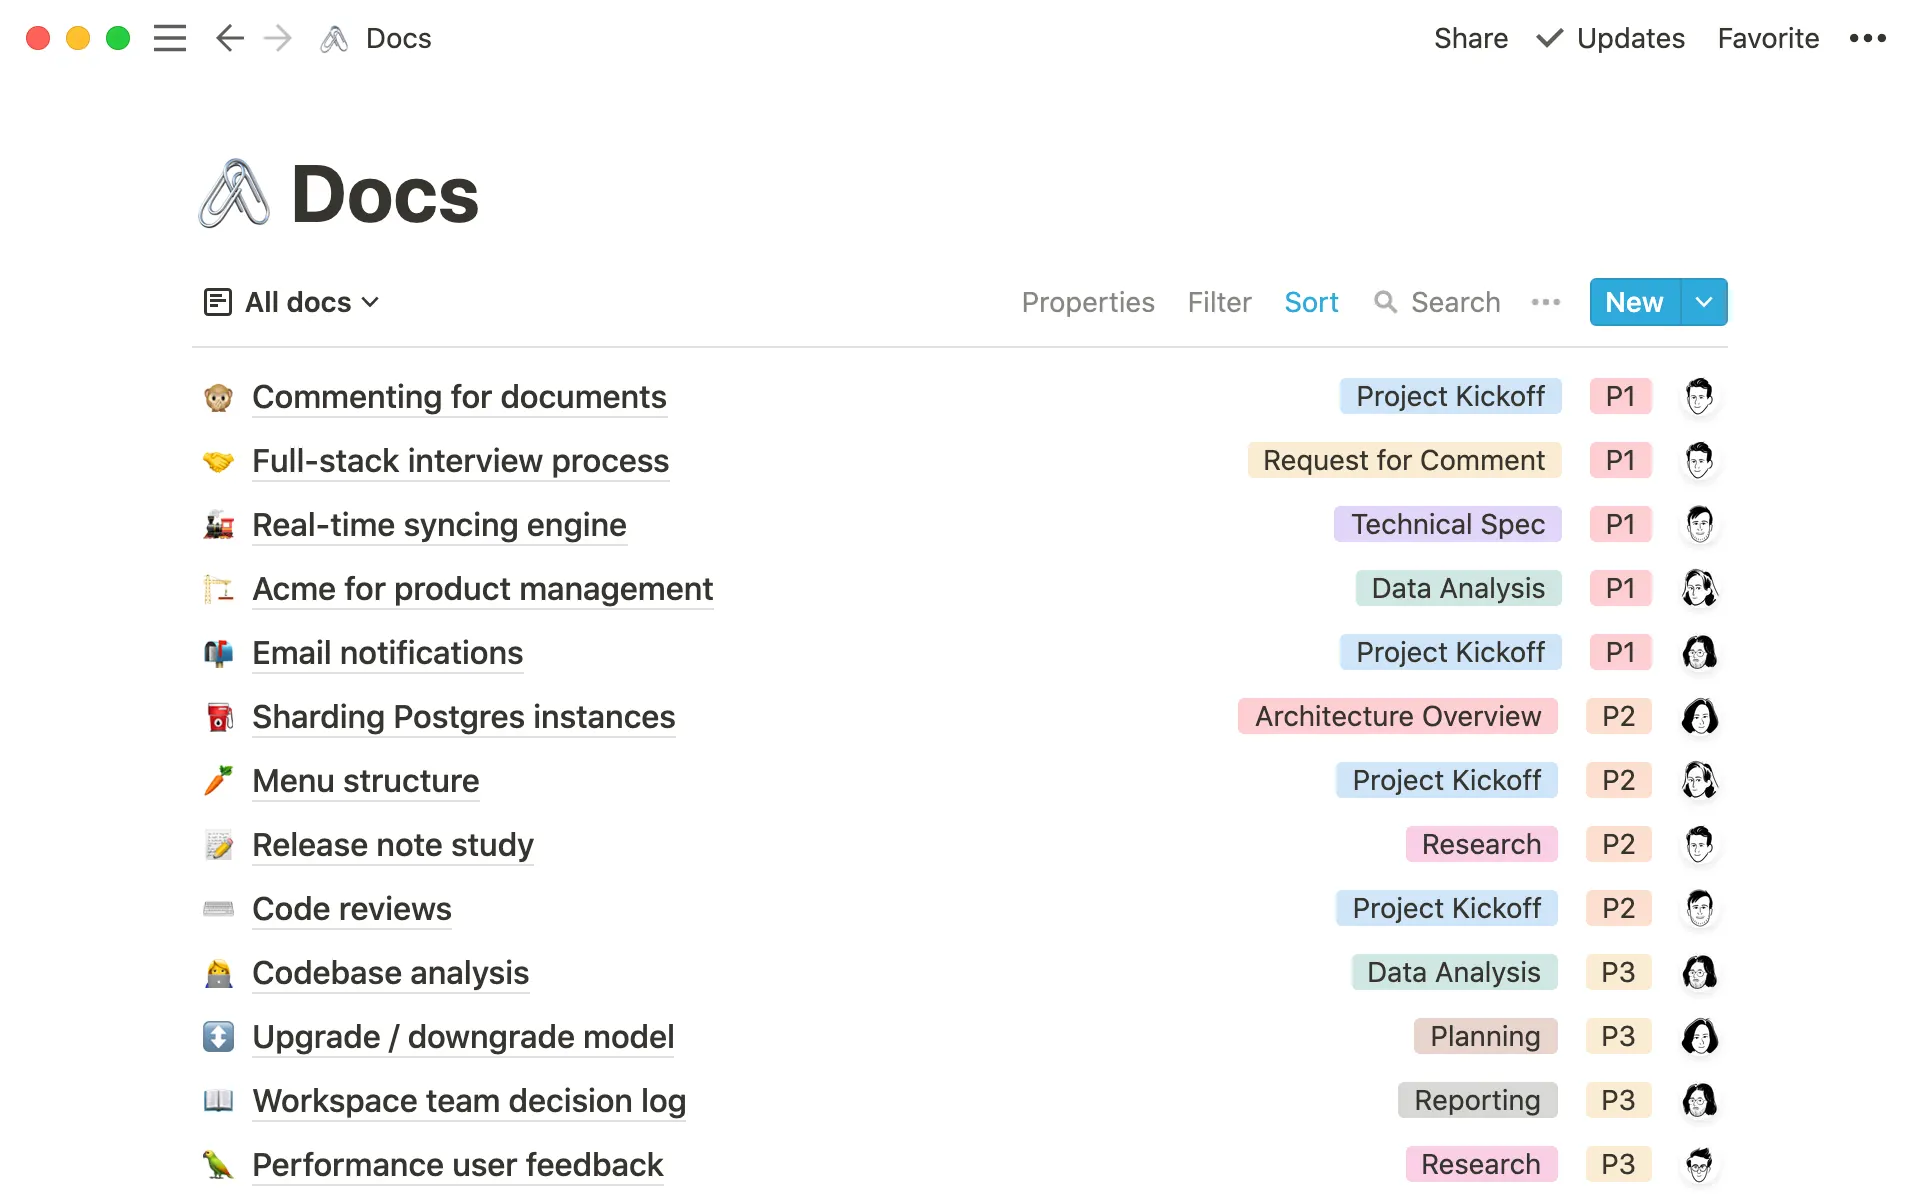 Docs Share Updates Favorite
Docs
All docs Properties Filter Sort Search New
Commenting for documents Project Kickoff P1
Full-stack interview process Request for Comment P1
Real-time syncing engine Technical Spec P1
Acme for product management Data Analysis P1
Email notifications Project Kickoff P1
Sharding Postgres instances Architecture Overview P2
Menu structure Project Kickoff P2
Release note study Research P2
Code reviews Project Kickoff P2
Codebase analysis Data Analysis P3
Upgrade / downgrade model Planning P3
Workspace team decision log Reporting P3
Performance user feedback Research P3